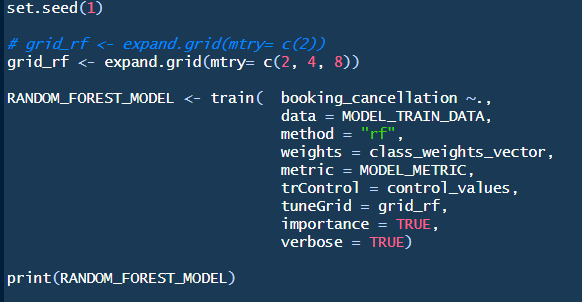 set.seed(1)
# grid_rf <- expand.grid(mtry= c(2))
grid_rf <- expand.grid(mtry= c(2, 4, 8))
RANDOM_FOREST_MODEL <- train(  booking_cancellation ~.,
data = MODEL_TRAIN_DATA,
method = "rf",
weights = class_weights_vector,
metric = MODEL_METRIC,
trControl = control_values,
tuneGrid = grid_rf,
importance = TRUE,
verbose = TRUE)
print(RANDOM_FOREST_MODEL)